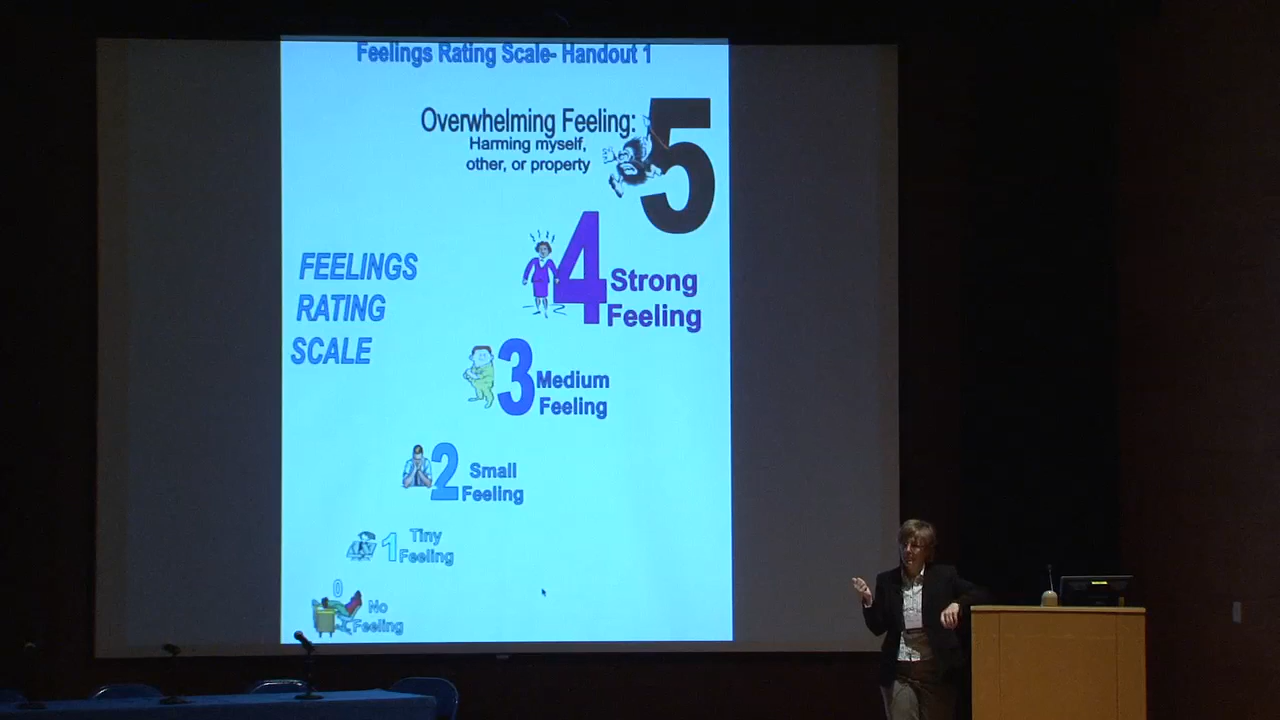 Feelings Rating Scale- Handout 1
Overwhelming Feeling:
Harming myself,
other, or property
5
FEELINGS
RATING
SCALE
4
Strong
Feeling
3
Medium
Feeling
2
Small
Feeling
1
Tiny
Feeling
0
No
Feeling